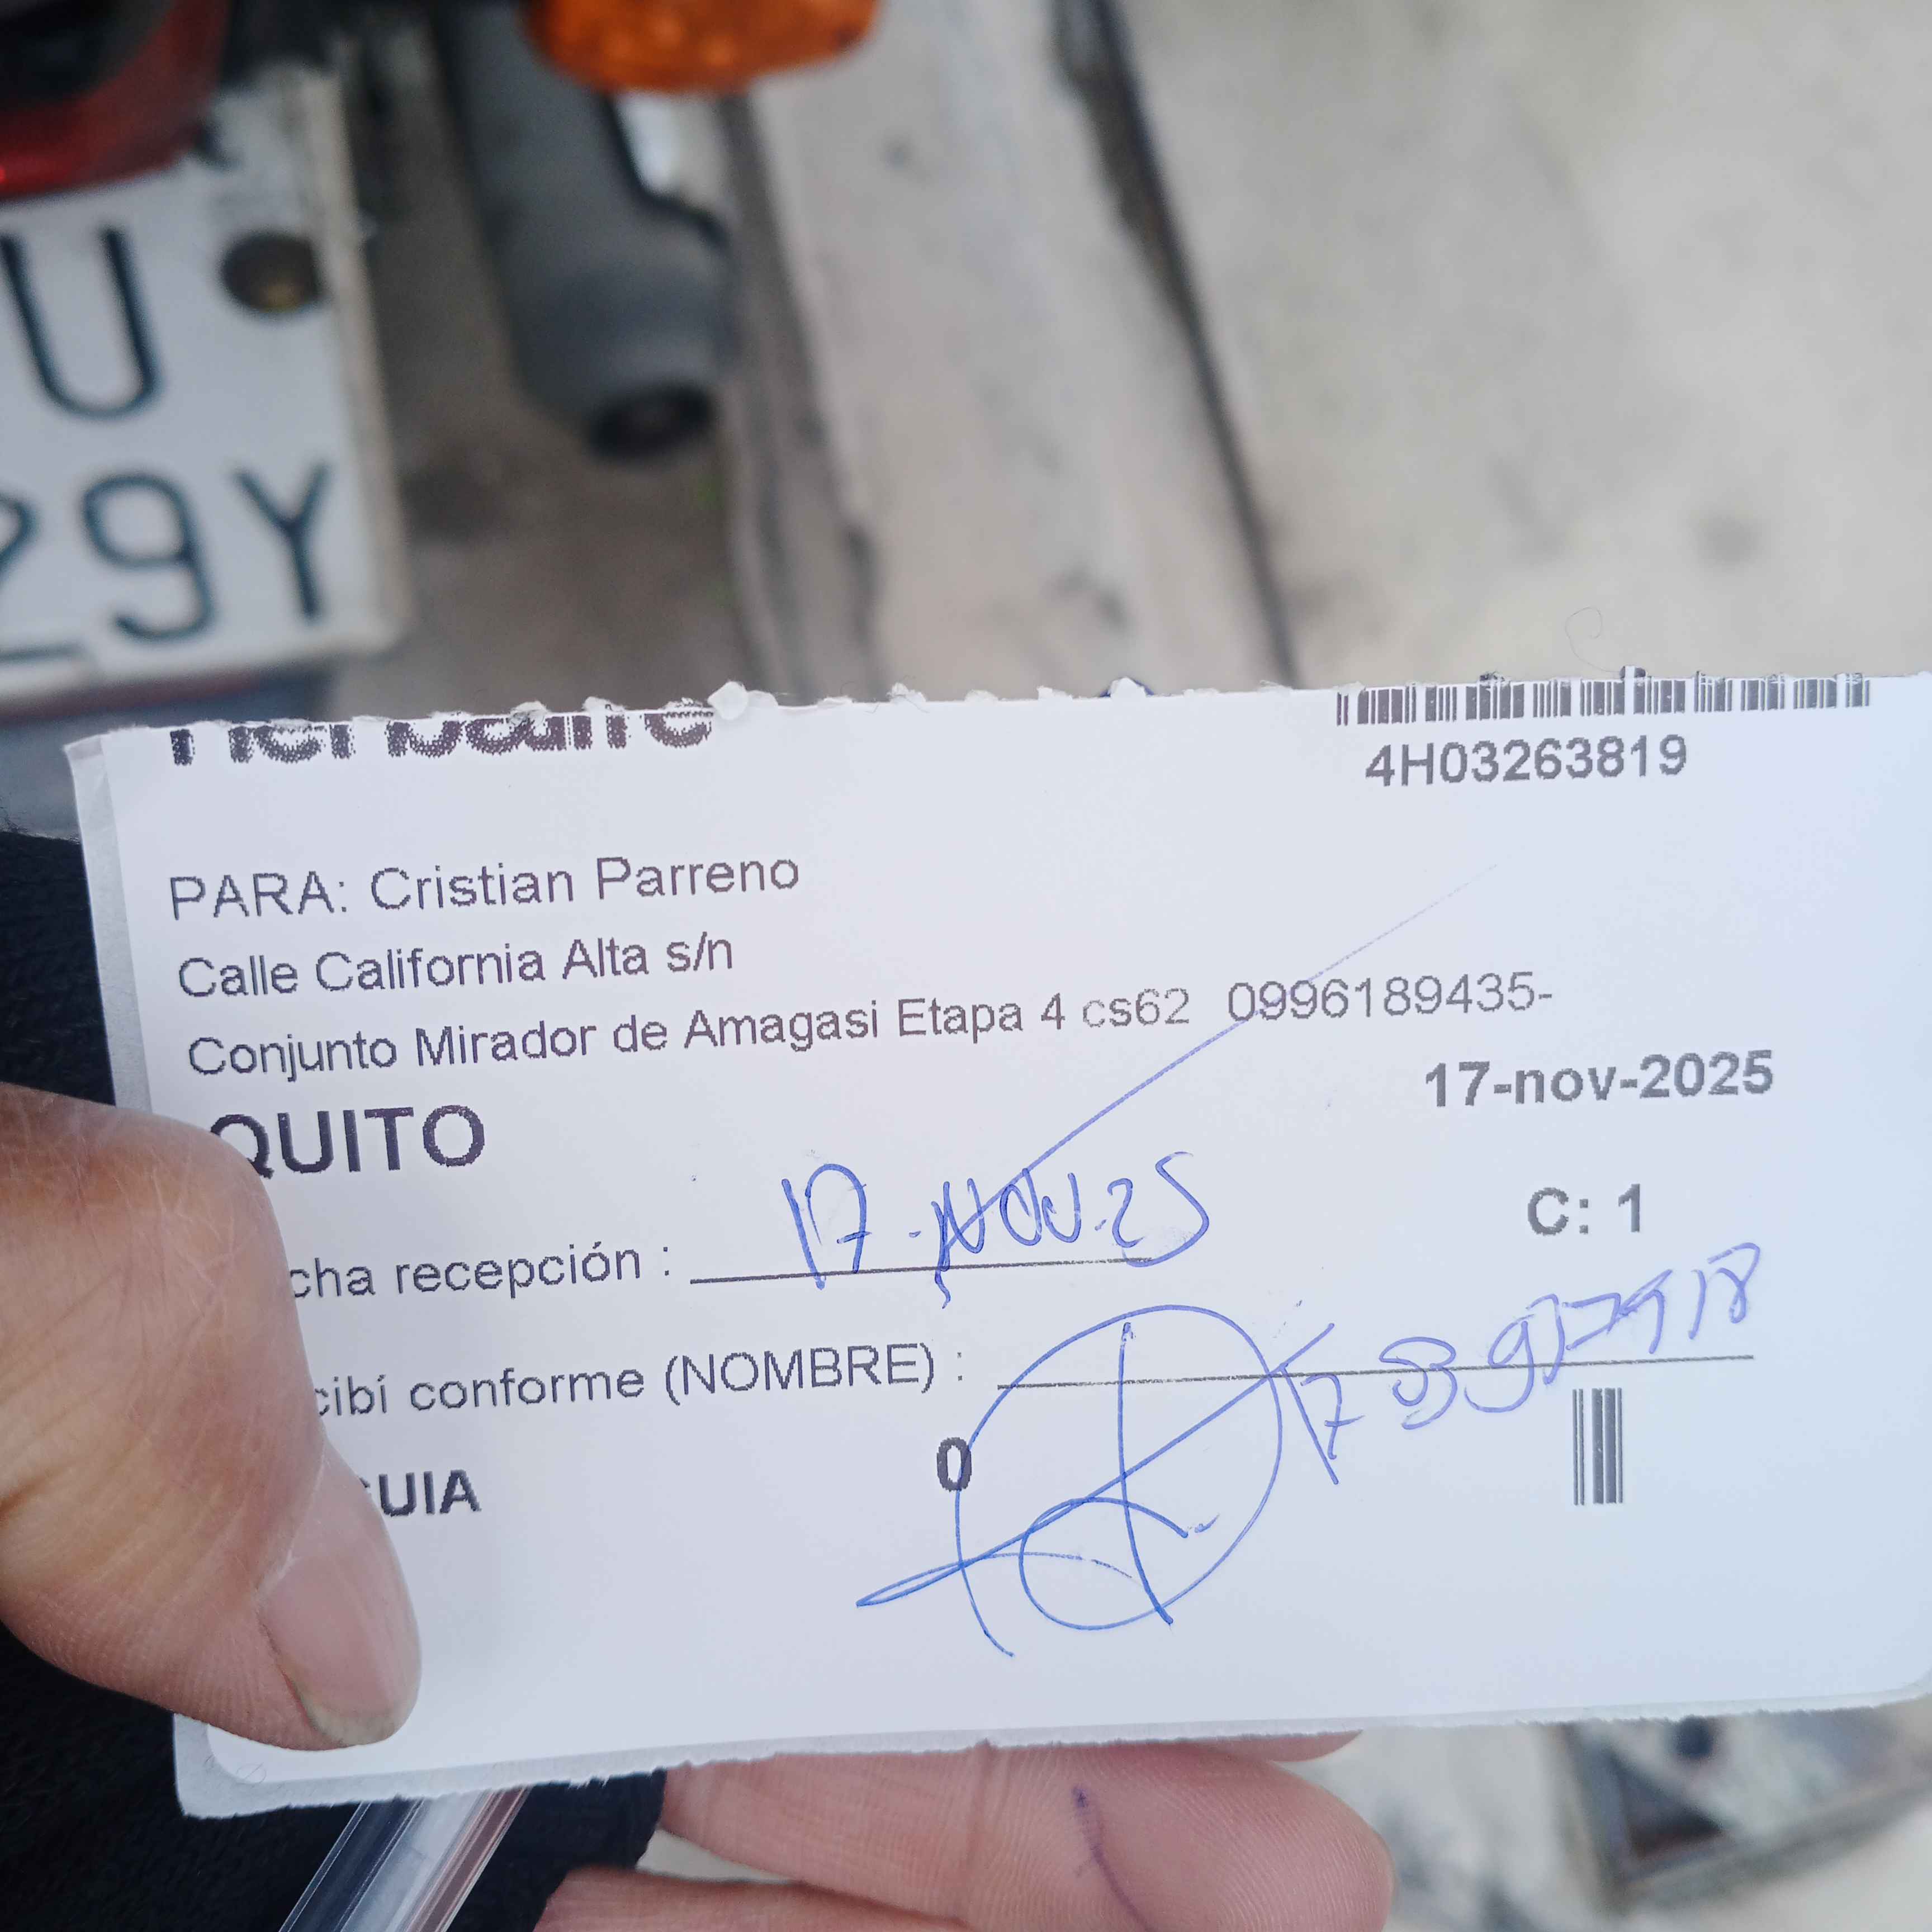 U
29Y
4H03263819
PARA: Cristian Parreno
Calle California Alta s/n
Conjunto Mirador de Amagasi Etapa 4 cs62 0996189435-
17-nov-2025
QUITO
17-NOV-25
C: 1
cha recepción :
cibí conforme (NOMBRE) :
0
UIA